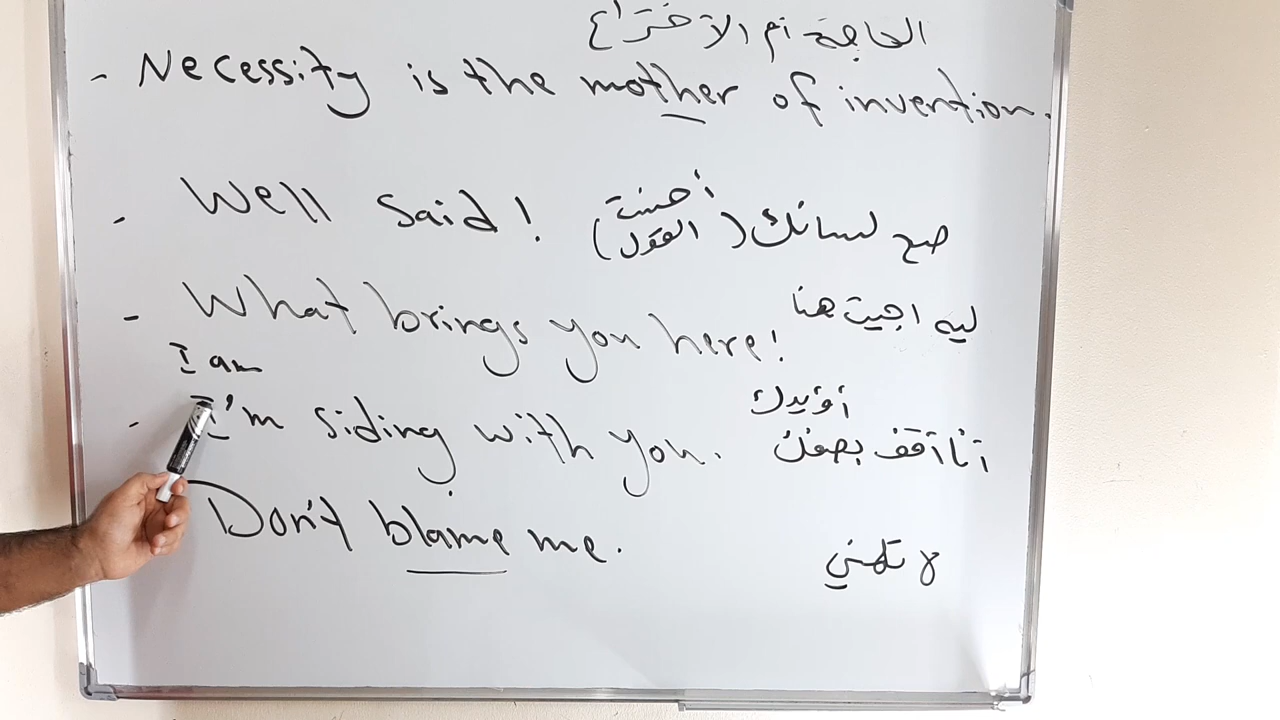 الحاجة أم الاختراع
- Necessity is the mother of invention.
- Well said! صح لسانك (أحسنت القول)
- What brings you here! ليه اجيت هنا
I am
- I'm siding with you. أؤيدك
أنا أقف بصفك
Don't blame me. لا تلمني